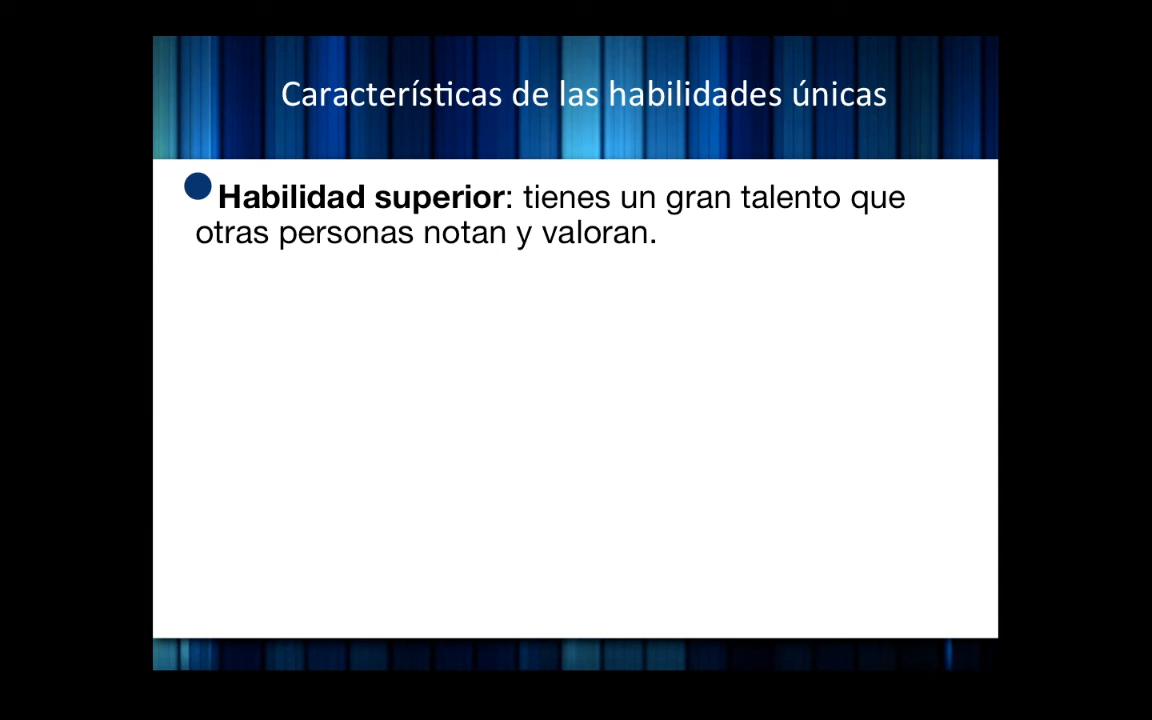 Características de las habilidades únicas
Habilidad superior: tienes un gran talento que
otras personas notan y valoran.